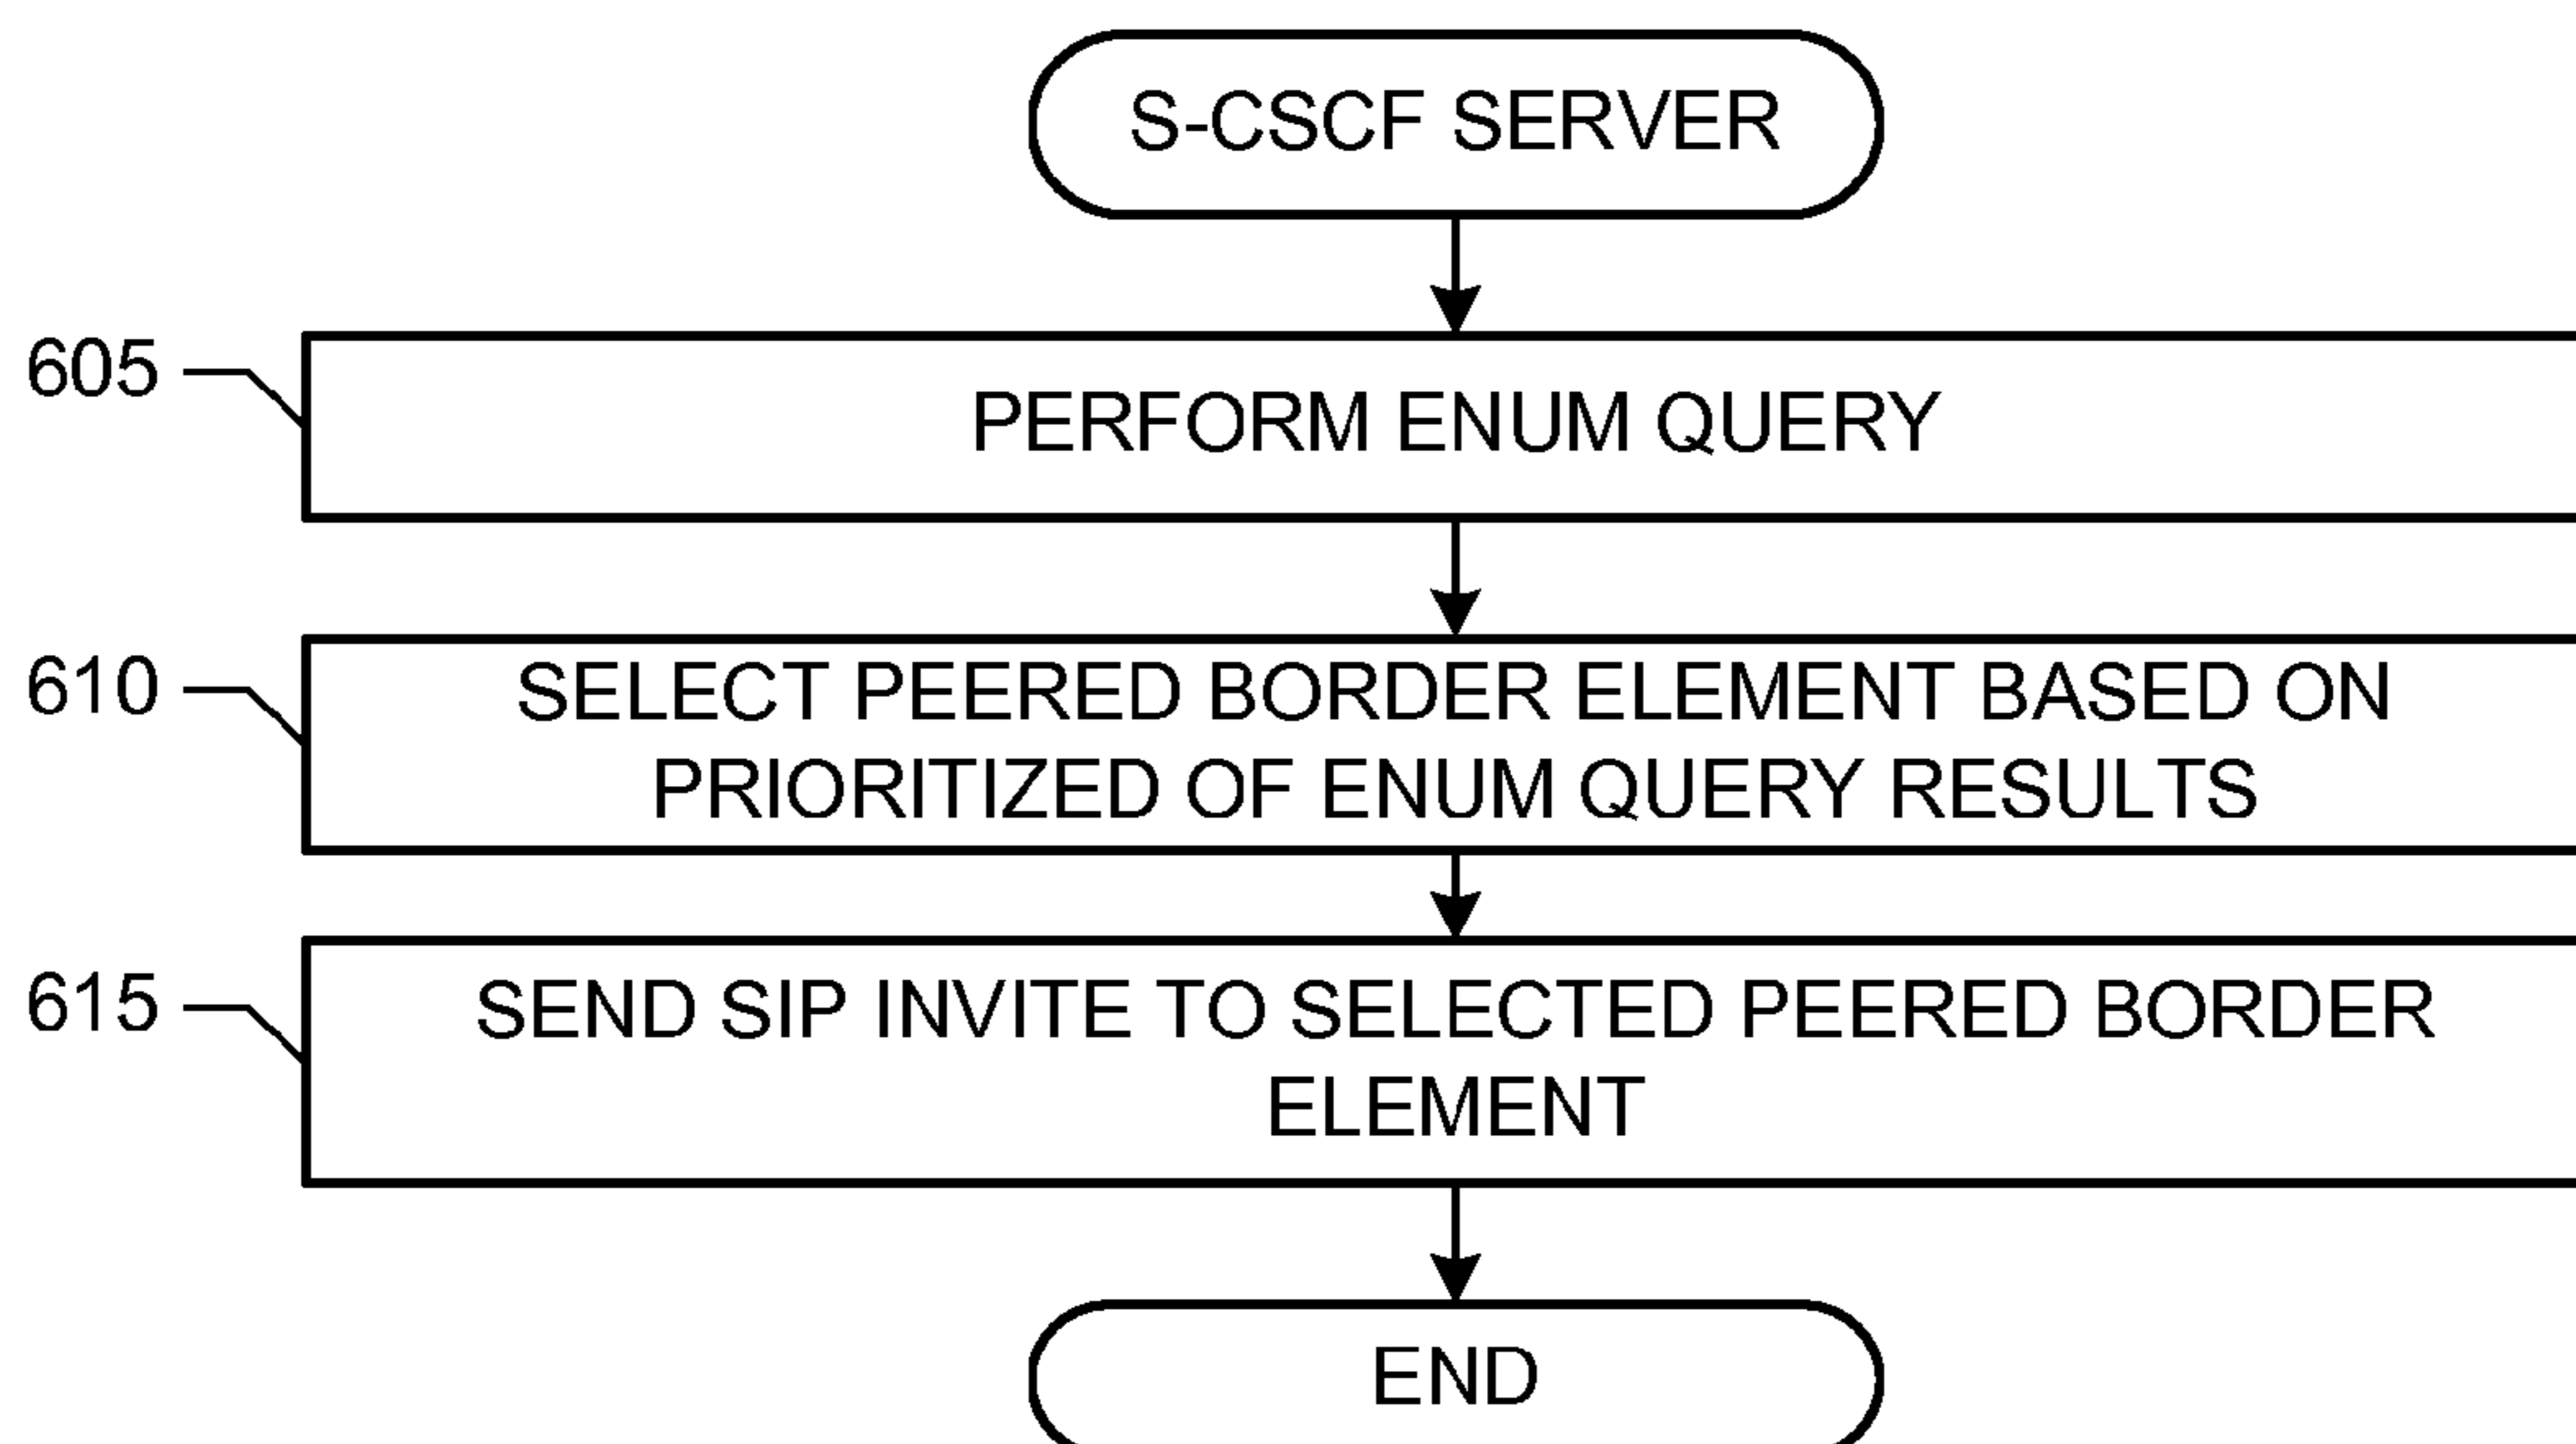 S-CSCF SERVER
605
PERFORM ENUM QUERY
610
SELECT PEERED BORDER ELEMENT BASED ON
PRIORITIZED OF ENUM QUERY RESULTS
615
SEND SIP INVITE TO SELECTED PEERED BORDER
ELEMENT
END